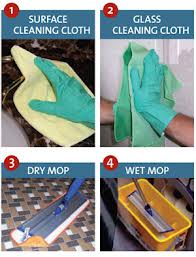 1
SURFACE
CLEANING CLOTH
2
GLASS
CLEANING CLOTH
3
DRY MOP
4
WET MOP